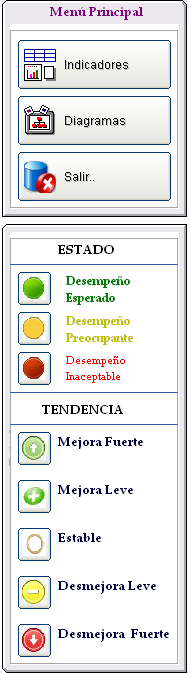 Menú Principal
Indicadores
Diagramas
Salir..
ESTADO
Desempeño
Esperado
Desempeño
Preocupante
Desempeño
Inaceptable
TENDENCIA
Mejora Fuerte
Mejora Leve
Estable
Desmejora Leve
Desmejora Fuerte